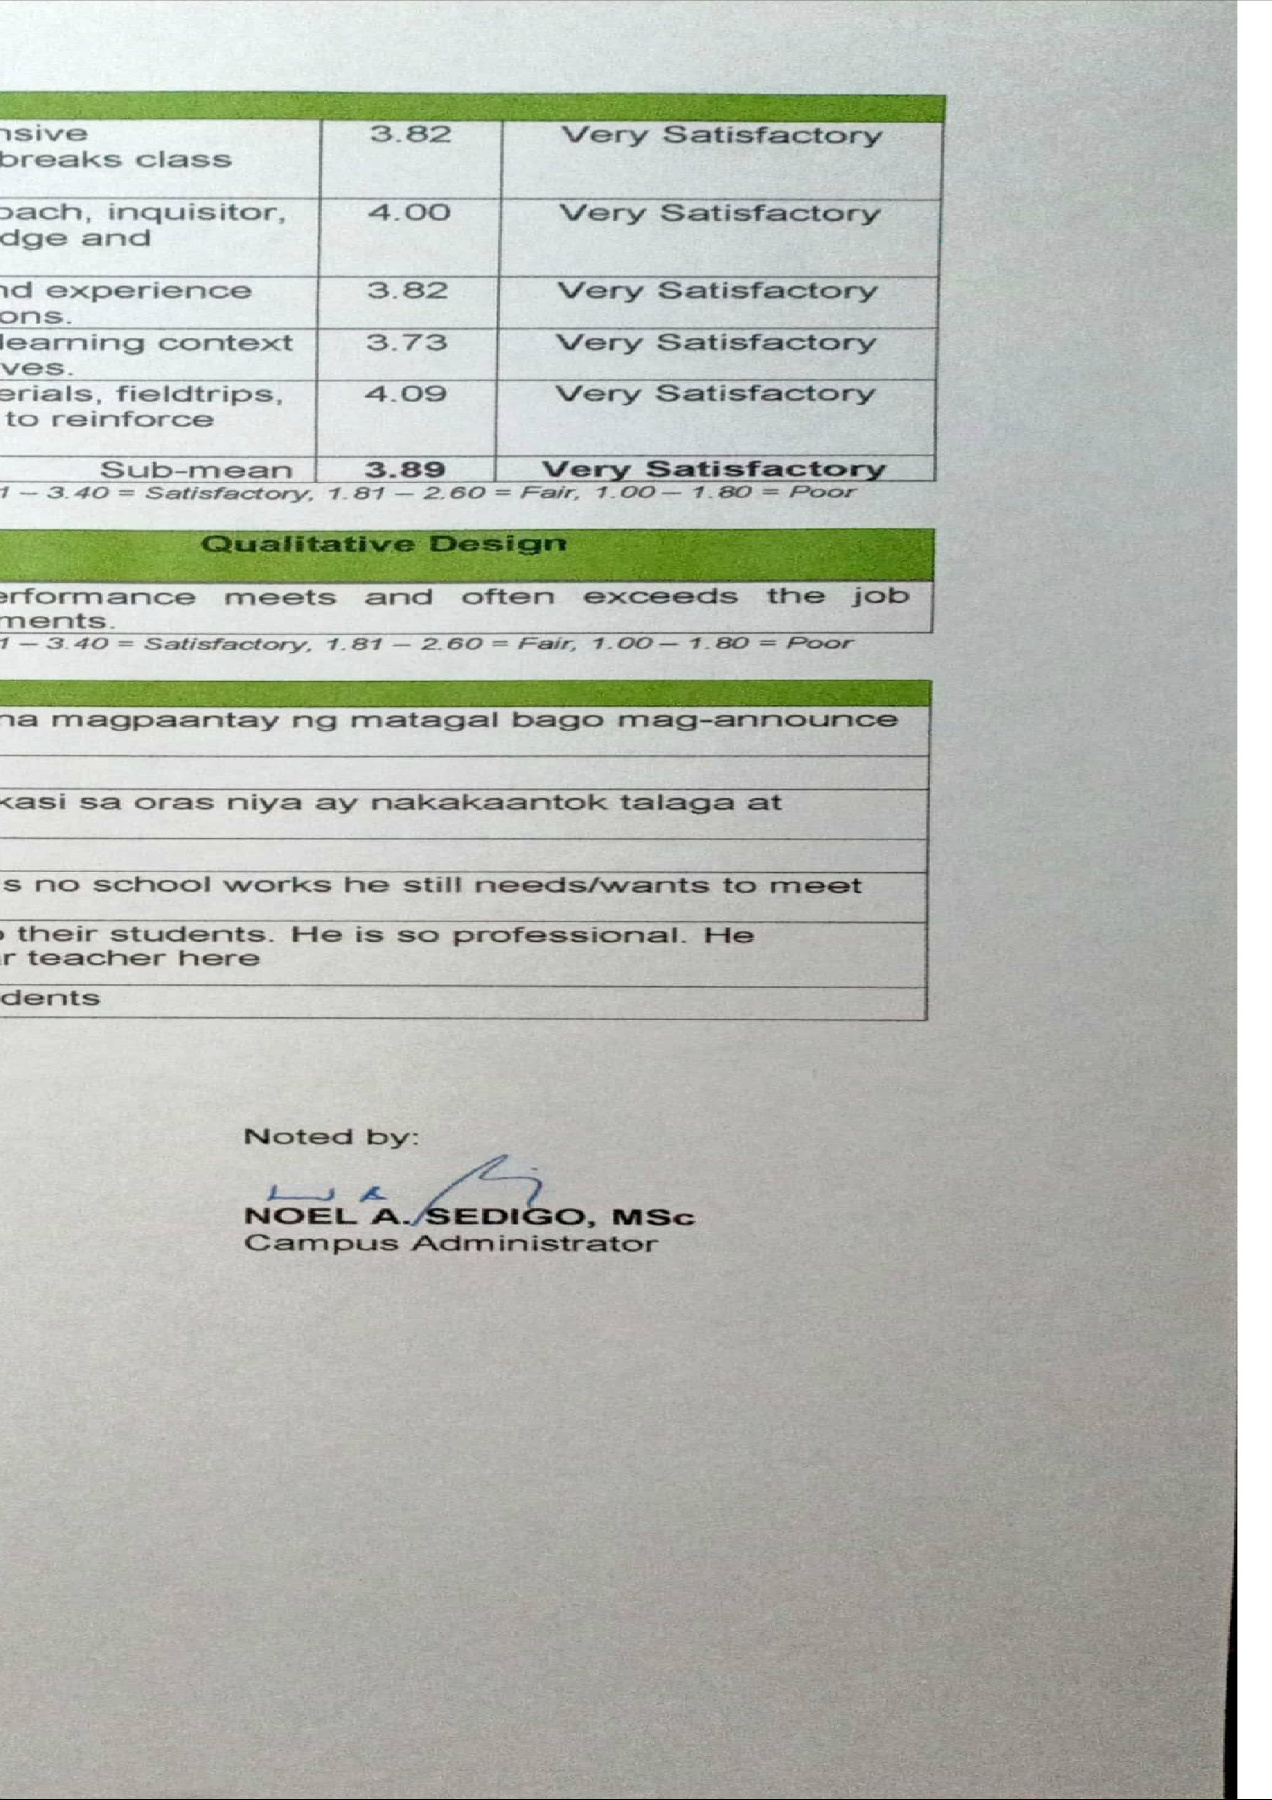 nsive 3.82 Very Satisfactory
breaks class
oach, inquisitor, 4.00 Very Satisfactory
dge and
nd experience 3.82 Very Satisfactory
ons.
learning context 3.73 Very Satisfactory
ves.
erials, fieldtrips, 4.09 Very Satisfactory
to reinforce
Sub-mean 3.89 Very Satisfactory
1 – 3.40 = Satisfactory, 1.81 – 2.60 = Fair, 1.00 – 1.80 = Poor
Qualitative Design
erformance meets and often exceeds the job
ments.
1 – 3.40 = Satisfactory, 1.81 – 2.60 = Fair, 1.00 – 1.80 = Poor
na magpaantay ng matagal bago mag-announce
kasi sa oras niya ay nakakaantok talaga at
s no school works he still needs/wants to meet
o their students. He is so professional. He
r teacher here
dents
Noted by:
NOEL A. SEDIGO, MSc
Campus Administrator